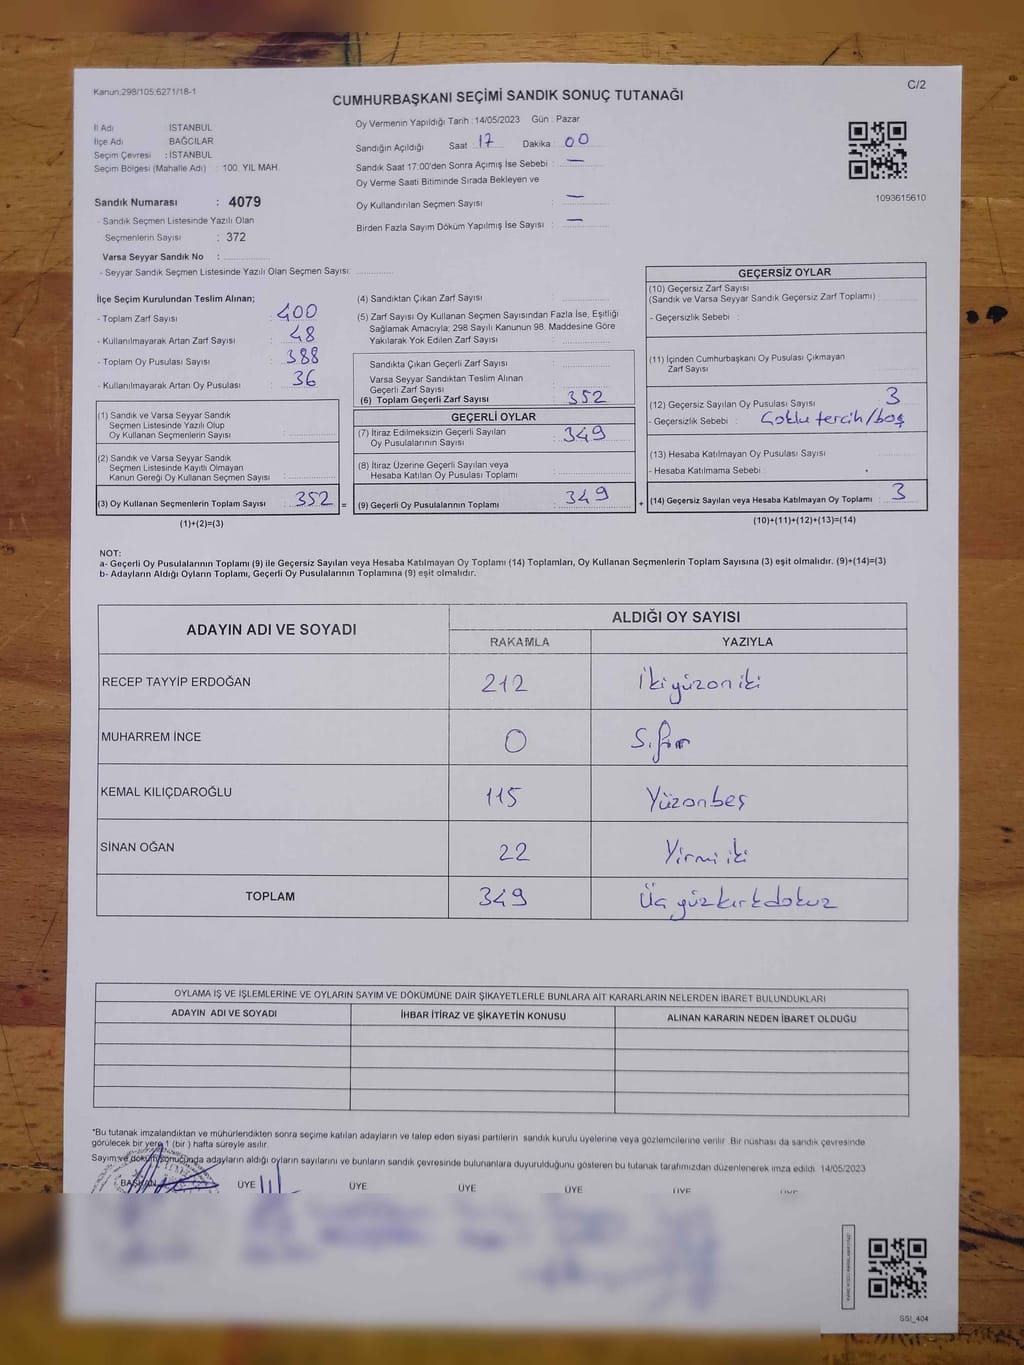 Kanun:298/105;6271/18-1
C/2
CUMHURBAŞKANI SEÇİMİ SANDIK SONUÇ TUTANAĞI
İl Adı İSTANBUL
İlçe Adı BAĞCILAR
Seçim Çevresi : İSTANBUL
Seçim Bölgesi (Mahalle Adı) : 100. YIL MAH.
Sandık Numarası : 4079
- Sandık Seçmen Listesinde Yazılı Olan
Seçmenlerin Sayısı : 372
Varsa Seyyar Sandık No :
- Seyyar Sandık Seçmen Listesinde Yazılı Olan Seçmen Sayısı:
Oy Vermenin Yapıldığı Tarih : 14/05/2023 Gün : Pazar
Sandığın Açıldığı Saat : 17 Dakika : 00
Sandık Saat 17:00'den Sonra Açımış İse Sebebi : —
Oy Verme Saati Bitiminde Sırada Bekleyen ve
Oy Kullandırılan Seçmen Sayısı : —
Birden Fazla Sayım Döküm Yapılmış İse Sayısı : —
1093615610
İlçe Seçim Kurulundan Teslim Alınan;
- Toplam Zarf Sayısı : 400
- Kullanılmayarak Artan Zarf Sayısı : 48
- Toplam Oy Pusulası Sayısı : 388
- Kullanılmayarak Artan Oy Pusulası : 36
(1) Sandık ve Varsa Seyyar Sandık
Seçmen Listesinde Yazılı Olup
Oy Kullanan Seçmenlerin Sayısı :
(2) Sandık ve Varsa Seyyar Sandık
Seçmen Listesinde Kayıtlı Olmayan
Kanun Gereği Oy Kullanan Seçmen Sayısı :
(3) Oy Kullanan Seçmenlerin Toplam Sayısı : 352 =
(1)+(2)=(3)
(4) Sandıktan Çıkan Zarf Sayısı :
(5) Zarf Sayısı Oy Kullanan Seçmen Sayısından Fazla İse, Eşitliği
Sağlamak Amacıyla; 298 Sayılı Kanunun 98. Maddesine Göre
Yakılarak Yok Edilen Zarf Sayısı :
Sandıkta Çıkan Geçerli Zarf Sayısı :
Varsa Seyyar Sandıktan Teslim Alınan
Geçerli Zarf Sayısı :
(6) Toplam Geçerli Zarf Sayısı : 352
GEÇERLİ OYLAR
(7) İtiraz Edilmeksizin Geçerli Sayılan
Oy Pusulalarının Sayısı : 349
(8) İtiraz Üzerine Geçerli Sayılan veya
Hesaba Katılan Oy Pusulası Toplamı :
(9) Geçerli Oy Pusulalarının Toplamı : 349 +
GEÇERSİZ OYLAR
(10) Geçersiz Zarf Sayısı
(Sandık ve Varsa Seyyar Sandık Geçersiz Zarf Toplamı) :
- Geçersizlik Sebebi :
(11) İçinden Cumhurbaşkanı Oy Pusulası Çıkmayan
Zarf Sayısı :
(12) Geçersiz Sayılan Oy Pusulası Sayısı : 3
- Geçersizlik Sebebi : Çoklu tercih/boş
(13) Hesaba Katılmayan Oy Pusulası Sayısı :
- Hesaba Katılmama Sebebi :
(14) Geçersiz Sayılan veya Hesaba Katılmayan Oy Toplamı : 3
(10)+(11)+(12)+(13)=(14)
NOT:
a- Geçerli Oy Pusulalarının Toplamı (9) ile Geçersiz Sayılan veya Hesaba Katılmayan Oy Toplamı (14) Toplamları, Oy Kullanan Seçmenlerin Toplam Sayısına (3) eşit olmalıdır. (9)+(14)=(3)
b- Adayların Aldığı Oyların Toplamı, Geçerli Oy Pusulalarının Toplamına (9) eşit olmalıdır.
ADAYIN ADI VE SOYADI ALDIĞI OY SAYISI
RAKAMLA YAZIYLA
RECEP TAYYİP ERDOĞAN 212 İkiyüzoniki
MUHARREM İNCE 0 Sıfır
KEMAL KILIÇDAROĞLU 115 Yüzonbeş
SİNAN OĞAN 22 Yirmi iki
TOPLAM 349 Üçyüzkırkdokuz
OYLAMA İŞ VE İŞLEMLERİNE VE OYLARIN SAYIM VE DÖKÜMÜNE DAİR ŞİKAYETLERLE BUNLARA AİT KARARLARIN NELERDEN İBARET BULUNDUKLARI
ADAYIN ADI VE SOYADI İHBAR İTİRAZ VE ŞİKAYETİN KONUSU ALINAN KARARIN NEDEN İBARET OLDUĞU
*Bu tutanak imzalandıktan ve mühürlendikten sonra seçime katılan adayların ve talep eden siyasi partilerin sandık kurulu üyelerine veya gözlemcilerine verilir. Bir nüshası da sandık çevresinde
görülecek bir yere 1 (bir ) hafta süreyle asılır.
Sayım ve döküm sonucunda adayların aldığı oyların sayılarını ve bunların sandık çevresinde bulunanlara duyurulduğunu gösteren bu tutanak tarafımızdan düzenlenerek imza edildi. 14/05/2023
BAŞKAN ÜYE ÜYE ÜYE ÜYE ÜYE ÜYE
SSI_404